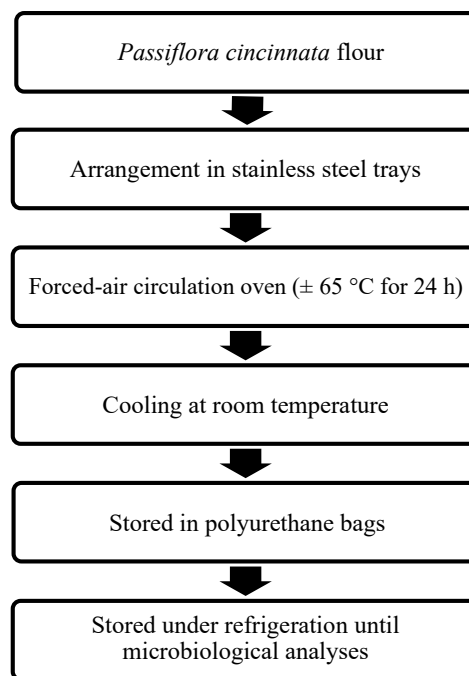 Passiflora cincinnata flour
Arrangement in stainless steel trays
Forced-air circulation oven (± 65 °C for 24 h)
Cooling at room temperature
Stored in polyurethane bags
Stored under refrigeration until
microbiological analyses